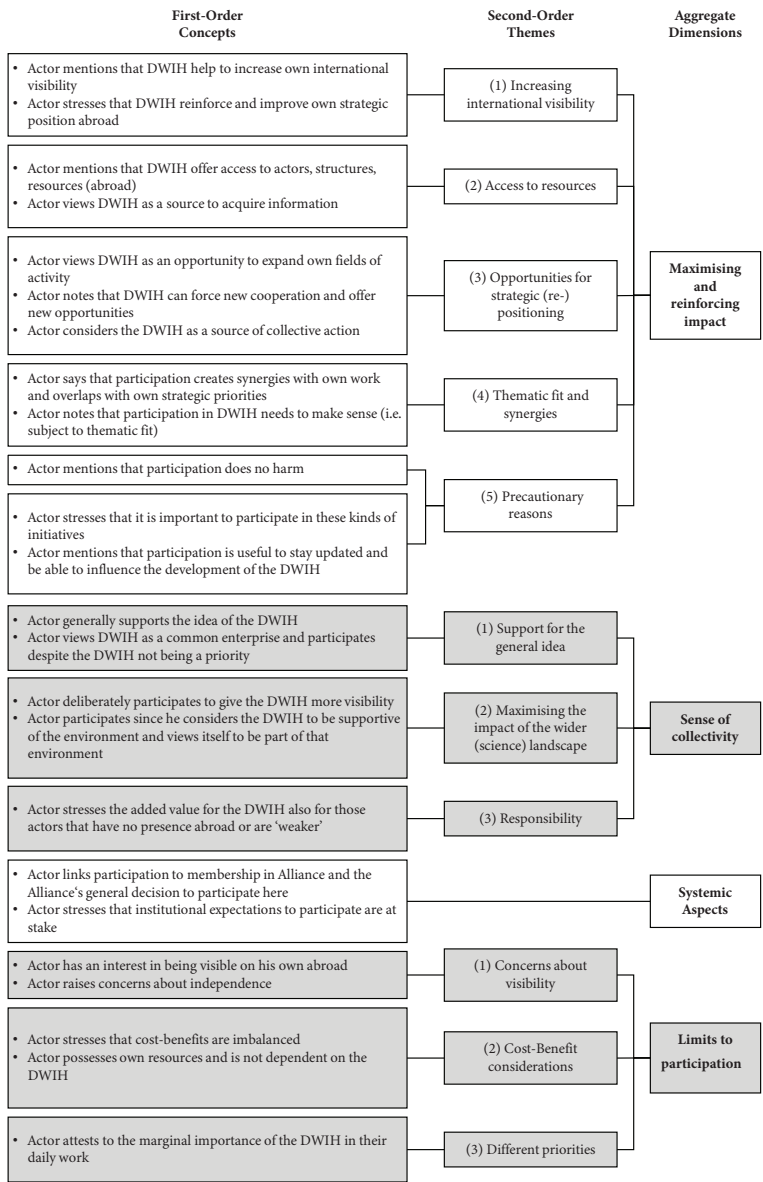 First-Order
Concepts
Second-Order
Themes
Aggregate
Dimensions
• Actor mentions that DWIH help to increase own international
visibility
• Actor stresses that DWIH reinforce and improve own strategic
position abroad
(1) Increasing
international visibility
• Actor mentions that DWIH offer access to actors, structures,
resources (abroad)
• Actor views DWIH as a source to acquire information
(2) Access to resources
• Actor views DWIH as an opportunity to expand own fields of
activity
• Actor notes that DWIH can force new cooperation and offer
new opportunities
• Actor considers the DWIH as a source of collective action
(3) Opportunities for
strategic (re-)
positioning
Maximising
and
reinforcing
impact
• Actor says that participation creates synergies with own work
and overlaps with own strategic priorities
• Actor notes that participation in DWIH needs to make sense (i.e.
subject to thematic fit)
(4) Thematic fit and
synergies
• Actor mentions that participation does no harm
• Actor stresses that it is important to participate in these kinds of
initiatives
• Actor mentions that participation is useful to stay updated and
be able to influence the development of the DWIH
(5) Precautionary
reasons
• Actor generally supports the idea of the DWIH
• Actor views DWIH as a common enterprise and participates
despite the DWIH not being a priority
(1) Support for the
general idea
• Actor deliberately participates to give the DWIH more visibility
• Actor participates since he considers the DWIH to be supportive
of the environment and views itself to be part of that
environment
(2) Maximising the
impact of the wider
(science) landscape
Sense of
collectivity
• Actor stresses the added value for the DWIH also for those
actors that have no presence abroad or are ‘weaker’
(3) Responsibility
• Actor links participation to membership in Alliance and the
Alliance‘s general decision to participate here
• Actor stresses that institutional expectations to participate are at
stake
Systemic
Aspects
• Actor has an interest in being visible on his own abroad
• Actor raises concerns about independence
(1) Concerns about
visibility
• Actor stresses that cost-benefits are imbalanced
• Actor possesses own resources and is not dependent on the
DWIH
(2) Cost-Benefit
considerations
Limits to
participation
• Actor attests to the marginal importance of the DWIH in their
daily work
(3) Different priorities